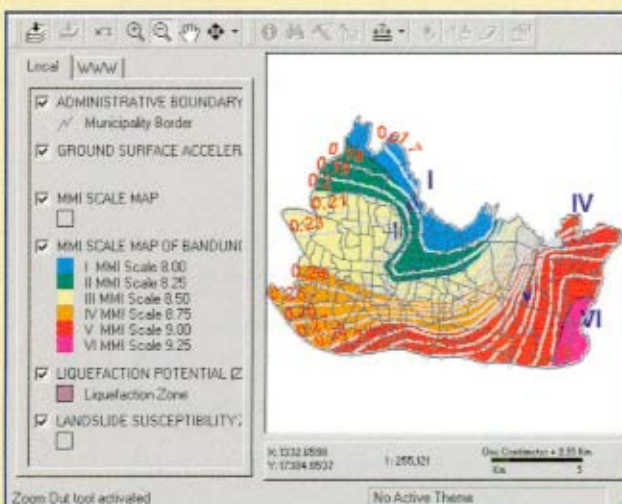 Local WWW
ADMINISTRATIVE BOUNDARY
Municipality Border
GROUND SURFACE ACCELER
MMI SCALE MAP
MMI SCALE MAP OF BANDUNG
I MMI Scale 8.00
II MMI Scale 8.25
III MMI Scale 8.50
IV MMI Scale 8.75
V MMI Scale 9.00
VI MMI Scale 9.25
LIQUEFACTION POTENTIAL (Z
Liquefaction Zone
LANDSLIDE SUSCEPTIBILITY
I
IV
V
VI
0.21
0.23
1: 255,121
Km 5
Zoom Out tool activated
No Active Theme